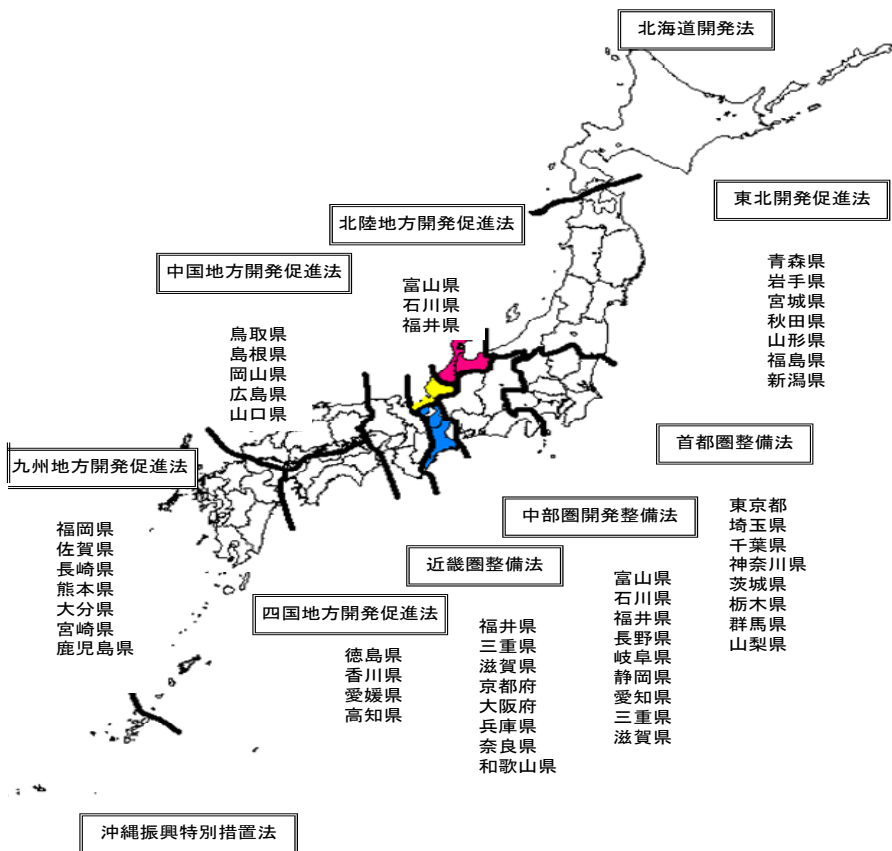 北海道開発法
東北開発促進法
青森県
岩手県
宮城県
秋田県
山形県
福島県
新潟県
北陸地方開発促進法
富山県
石川県
福井県
中国地方開発促進法
鳥取県
島根県
岡山県
広島県
山口県
九州地方開発促進法
福岡県
佐賀県
長崎県
熊本県
大分県
宮崎県
鹿児島県
首都圏整備法
東京都
埼玉県
千葉県
神奈川県
茨城県
栃木県
群馬県
山梨県
中部圏開発整備法
富山県
石川県
福井県
長野県
岐阜県
静岡県
愛知県
三重県
滋賀県
近畿圏整備法
福井県
三重県
滋賀県
京都府
大阪府
兵庫県
奈良県
和歌山県
四国地方開発促進法
徳島県
香川県
愛媛県
高知県
沖縄振興特別措置法